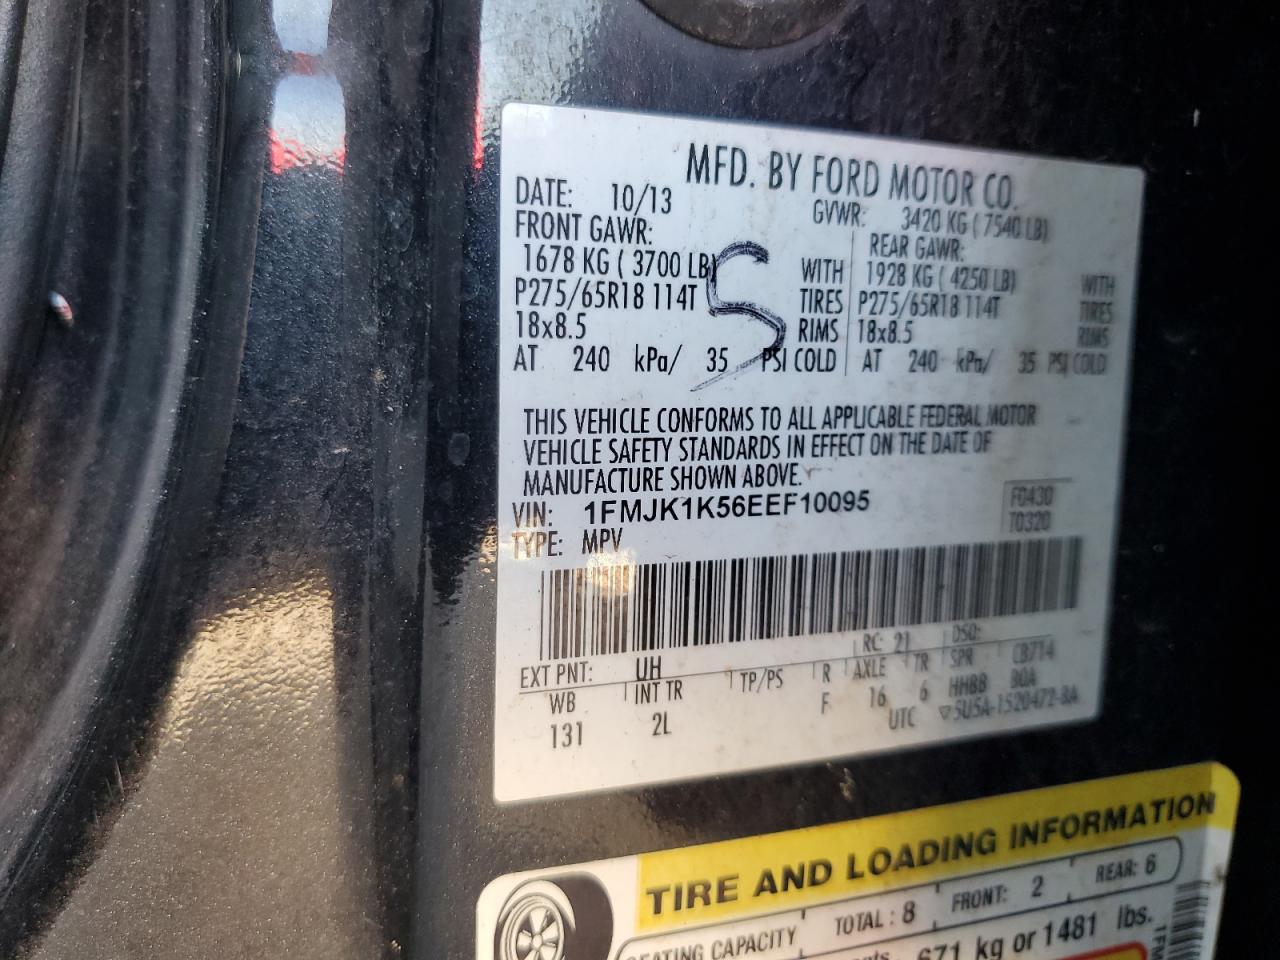 MFD. BY FORD MOTOR CO.
DATE: 10/13 GVWR: 3420 KG ( 7540 LB)
FRONT GAWR: REAR GAWR:
1678 KG ( 3700 LB) WITH 1928 KG ( 4250 LB) WITH
P275/65R18 114T TIRES P275/65R18 114T TIRES
18x8.5 RIMS 18x8.5 RIMS
AT 240 kPa/ 35 PSI COLD AT 240 kPa/ 35 PSI COLD
5
THIS VEHICLE CONFORMS TO ALL APPLICABLE FEDERAL MOTOR
VEHICLE SAFETY STANDARDS IN EFFECT ON THE DATE OF
MANUFACTURE SHOWN ABOVE.
VIN: 1FMJK1K56EEF10095 F0430
TYPE: MPV T0320
EXT PNT: UH RC: 21 DSO:
WB INT TR TP/PS R AXLE TR SPR CB714
131 2L F 16 6 HHBB BOA
UTC ▽5U5A-1520472-BA
TIRE AND LOADING INFORMATION
SEATING CAPACITY TOTAL : 8 FRONT: 2 REAR: 6
671 kg or 1481 lbs.
1FM